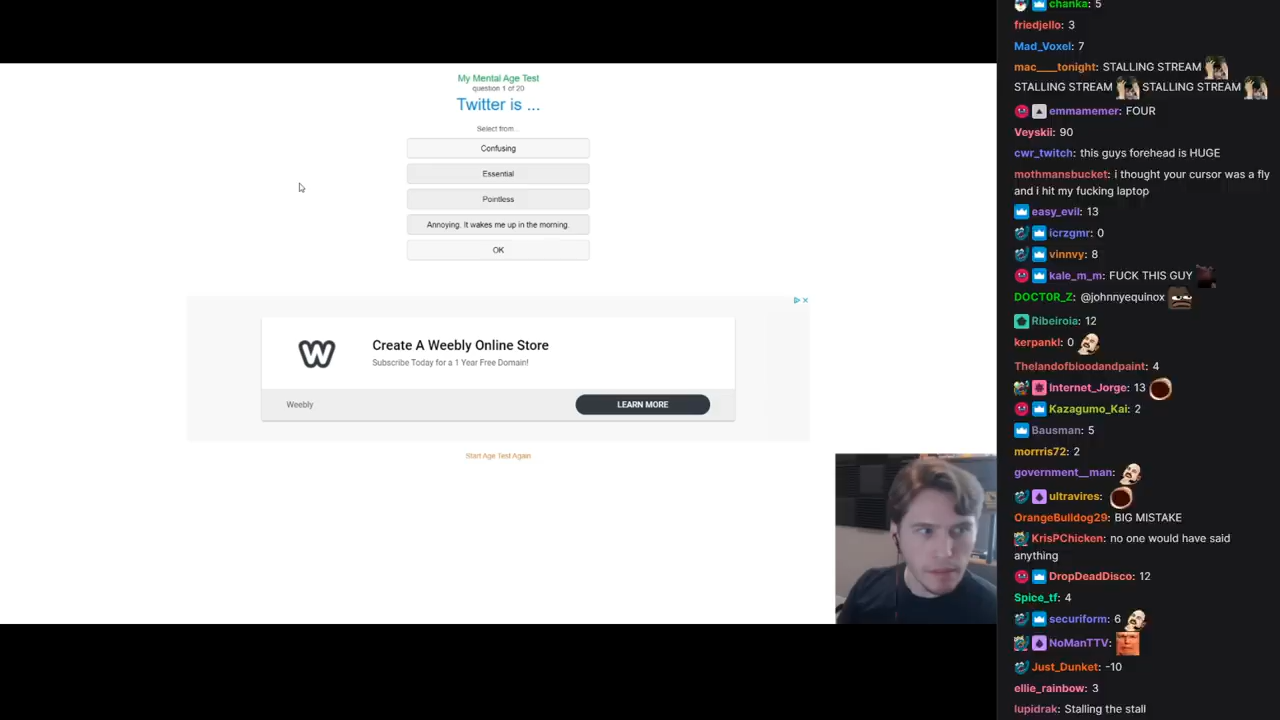 My Mental Age Test
question 1 of 20
Twitter is ...
Select from...
Confusing
Essential
Pointless
Annoying. It wakes me up in the morning.
OK
Create A Weebly Online Store
Subscribe Today for a 1 Year Free Domain!
Weebly
LEARN MORE
Start Age Test Again
chanka: 5
friedjello: 3
Mad_Voxel: 7
mac____tonight: STALLING STREAM
STALLING STREAM STALLING STREAM
emmamemer: FOUR
Veyskii: 90
cwr_twitch: this guys forehead is HUGE
mothmansbucket: i thought your cursor was a fly
and i hit my fucking laptop
easy_evil: 13
icrzgmr: 0
vinnvy: 8
kale_m_m: FUCK THIS GUY
DOCT0R_Z: @johnnyequinox
Ribeiroia: 12
kerpankl: 0
Thelandofbloodandpaint: 4
Internet_Jorge: 13
Kazagumo_Kai: 2
Bausman: 5
morrris72: 2
government__man:
ultravires:
OrangeBulldog29: BIG MISTAKE
KrisPChicken: no one would have said
anything
DropDeadDisco: 12
Spice_tf: 4
securiform: 6
NoManTTV:
Just_Dunket: -10
ellie_rainbow: 3
lupidrak: Stalling the stall